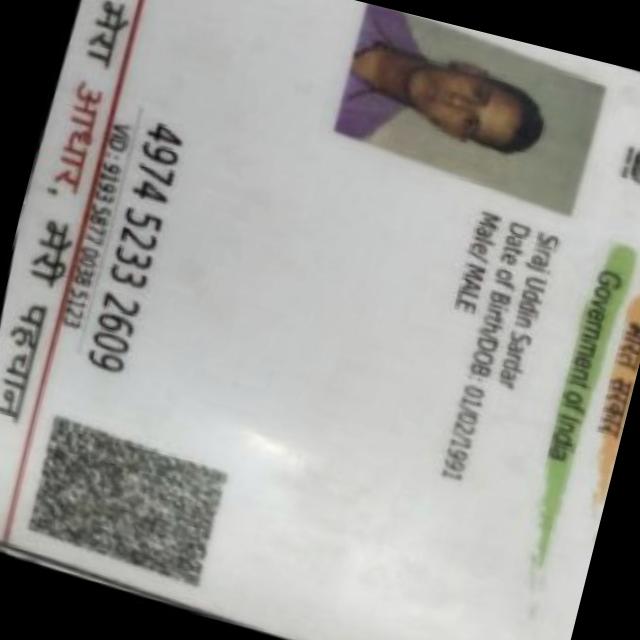 भारत सरकार
Government of India
Siraj Uddin Sardar
Date of Birth/DOB: 01/02/1991
Male/ MALE
4974 5233 2609
VID : 9193 5877 0038 5123
मेरा आधार, मेरी पहचान